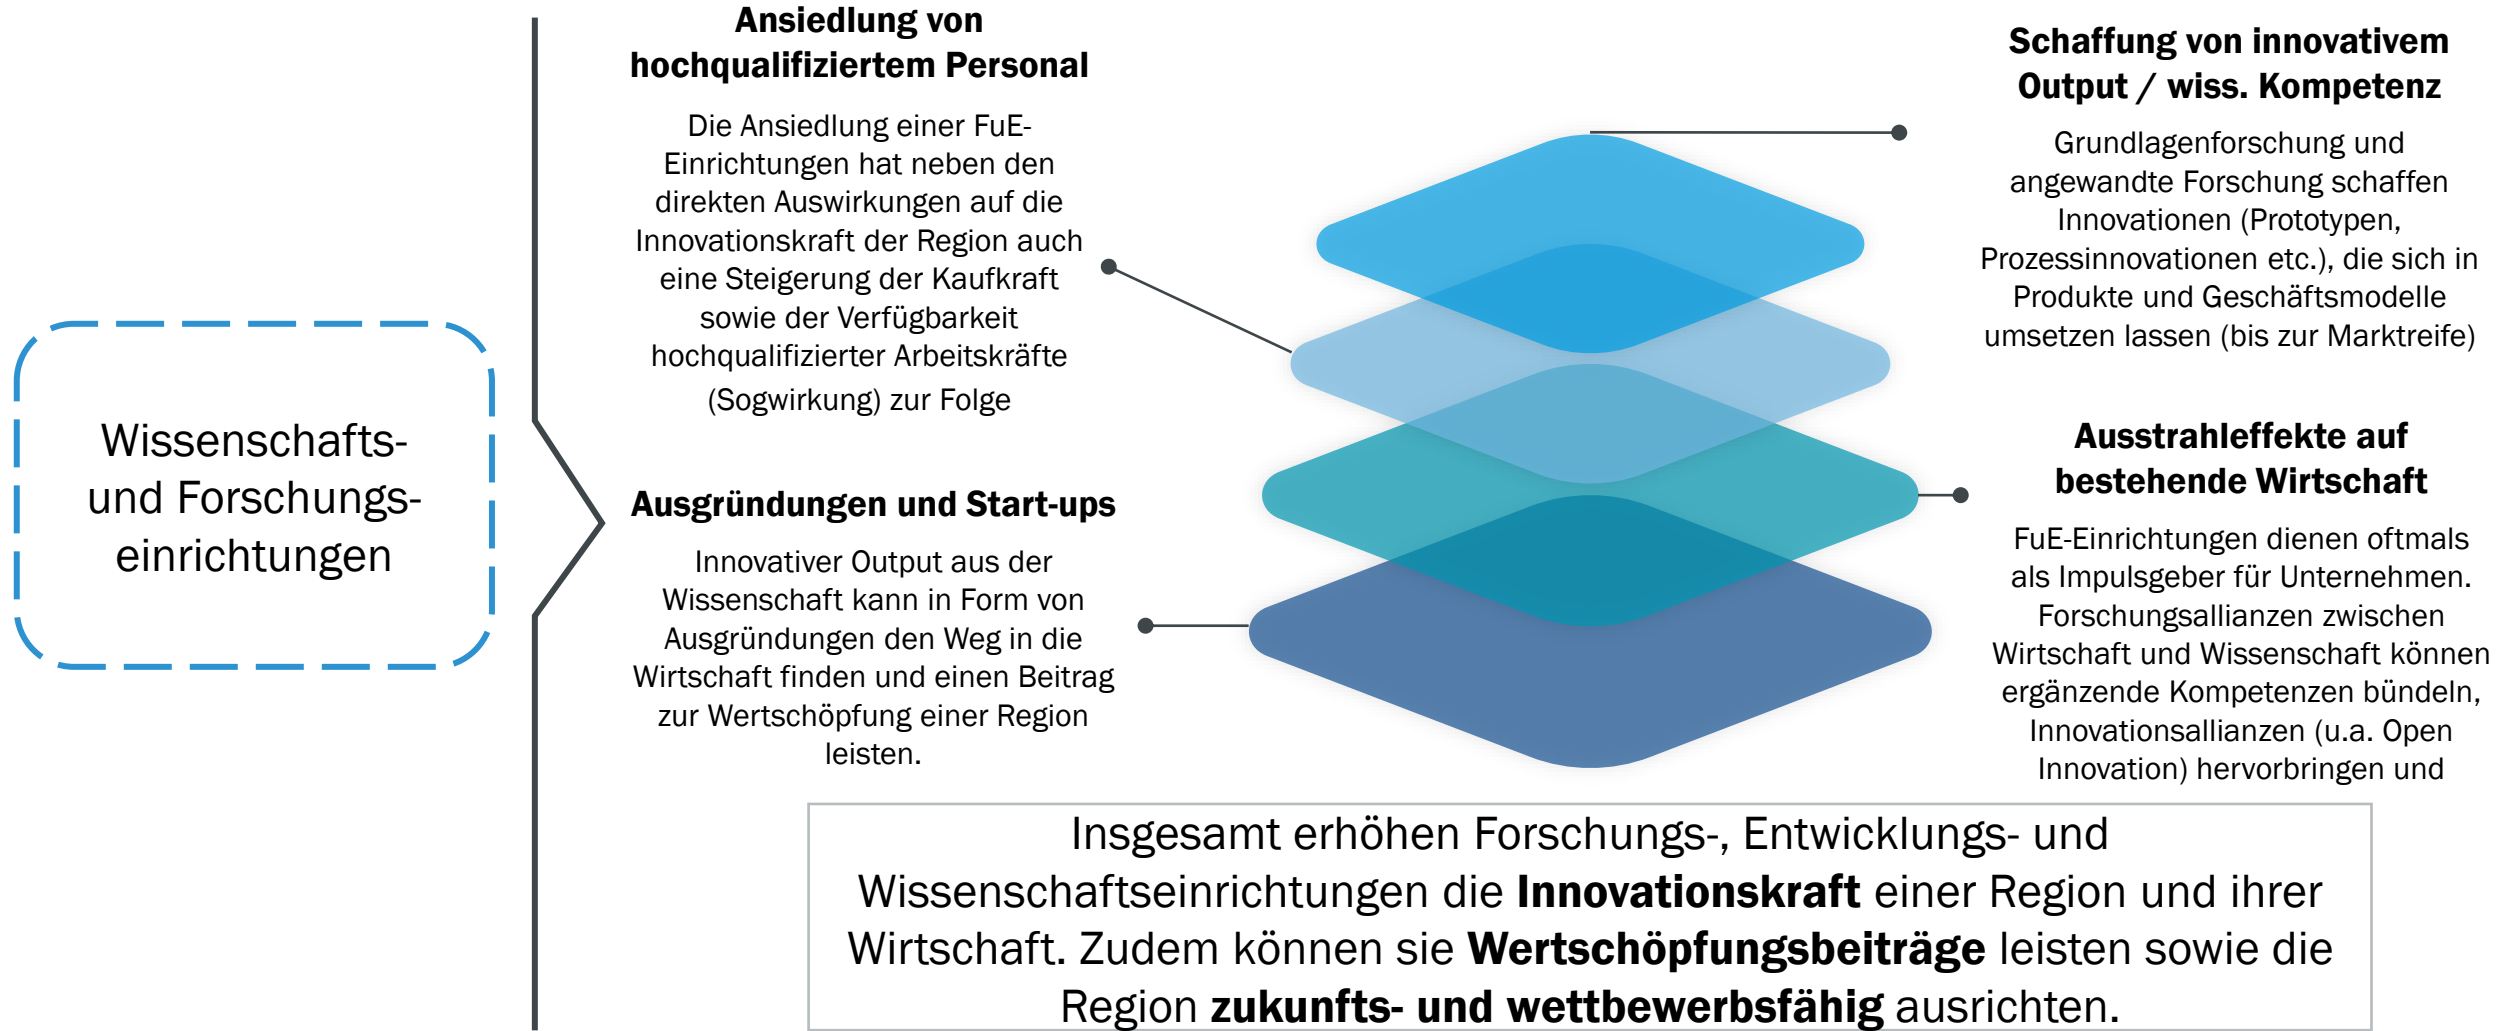 Wissenschafts-
und Forschungs-
einrichtungen
Ansiedlung von
hochqualifiziertem Personal
Die Ansiedlung einer FuE-
Einrichtungen hat neben den
direkten Auswirkungen auf die
Innovationskraft der Region auch
eine Steigerung der Kaufkraft
sowie der Verfügbarkeit
hochqualifizierter Arbeitskräfte
(Sogwirkung) zur Folge
Ausgründungen und Start-ups
Innovativer Output aus der
Wissenschaft kann in Form von
Ausgründungen den Weg in die
Wirtschaft finden und einen Beitrag
zur Wertschöpfung einer Region
leisten.
Schaffung von innovativem
Output / wiss. Kompetenz
Grundlagenforschung und
angewandte Forschung schaffen
Innovationen (Prototypen,
Prozessinnovationen etc.), die sich in
Produkte und Geschäftsmodelle
umsetzen lassen (bis zur Marktreife)
Ausstrahleffekte auf
bestehende Wirtschaft
FuE-Einrichtungen dienen oftmals
als Impulsgeber für Unternehmen.
Forschungsallianzen zwischen
Wirtschaft und Wissenschaft können
ergänzende Kompetenzen bündeln,
Innovationsallianzen (u.a. Open
Innovation) hervorbringen und
Insgesamt erhöhen Forschungs-, Entwicklungs- und
Wissenschaftseinrichtungen die Innovationskraft einer Region und ihrer
Wirtschaft. Zudem können sie Wertschöpfungsbeiträge leisten sowie die
Region zukunfts- und wettbewerbsfähig ausrichten.